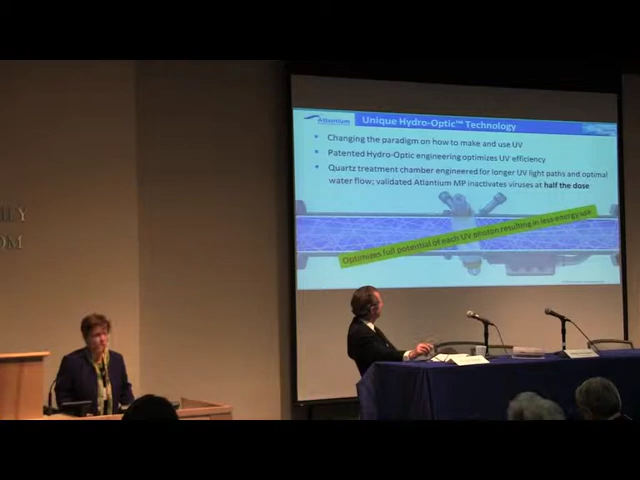 Atlantium
Unique Hydro-Optic™ Technology
• Changing the paradigm on how to make and use UV
• Patented Hydro-Optic engineering optimizes UV efficiency
• Quartz treatment chamber engineered for longer UV light paths and optimal
water flow; validated Atlantium MP inactivates viruses at half the dose
Optimizes full potential of each UV photon resulting in less energy use
ILY
OM